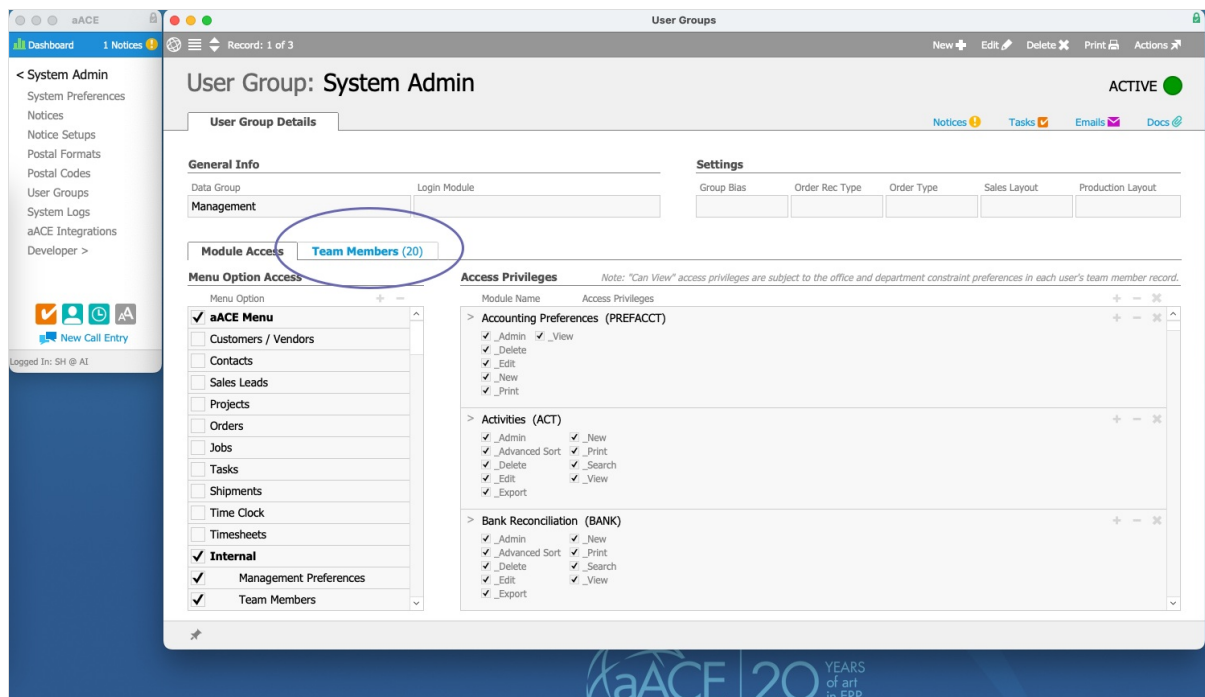 aACE
Dashboard 1 Notices
< System Admin
System Preferences
Notices
Notice Setups
Postal Formats
Postal Codes
User Groups
System Logs
aACE Integrations
Developer >
AA
New Call Entry
Logged In: SH @ AI
User Groups
Record: 1 of 3
New Edit Delete Print Actions
User Group: System Admin
ACTIVE
User Group Details
Notices Tasks Emails Docs
General Info
Settings
Data Group Login Module
Group Bias Order Rec Type Order Type Sales Layout Production Layout
Management
Module Access Team Members (20)
Menu Option Access
Menu Option
aACE Menu
Customers / Vendors
Contacts
Sales Leads
Projects
Orders
Jobs
Tasks
Shipments
Time Clock
Timesheets
Internal
Management Preferences
Team Members
Access Privileges Note: "Can View" access privileges are subject to the office and department constraint preferences in each user's team member record.
Module Name Access Privileges
> Accounting Preferences (PREFACCT)
_Admin _View
_Delete
_Edit
_New
_Print
> Activities (ACT)
_Admin _New
_Advanced Sort _Print
_Delete _Search
_Edit _View
_Export
> Bank Reconciliation (BANK)
_Admin _New
_Advanced Sort _Print
_Delete _Search
_Edit _View
_Export
aACE 20 YEARS
of art
in ERP